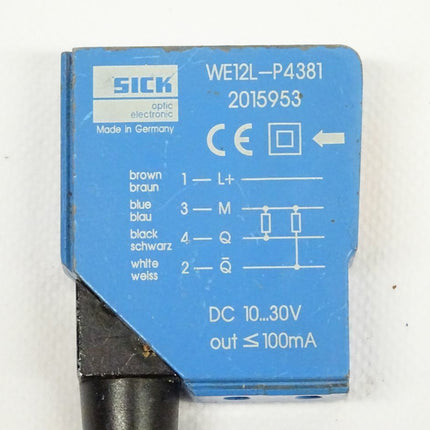 SICK
optic
electronic
Made in Germany
WE12L-P4381
2015953
CE
brown
braun
1 — L+
blue
blau
3 — M
black
schwarz
4 — Q
white
weiss
2 — Q̅
DC 10...30V
out ≤ 100mA